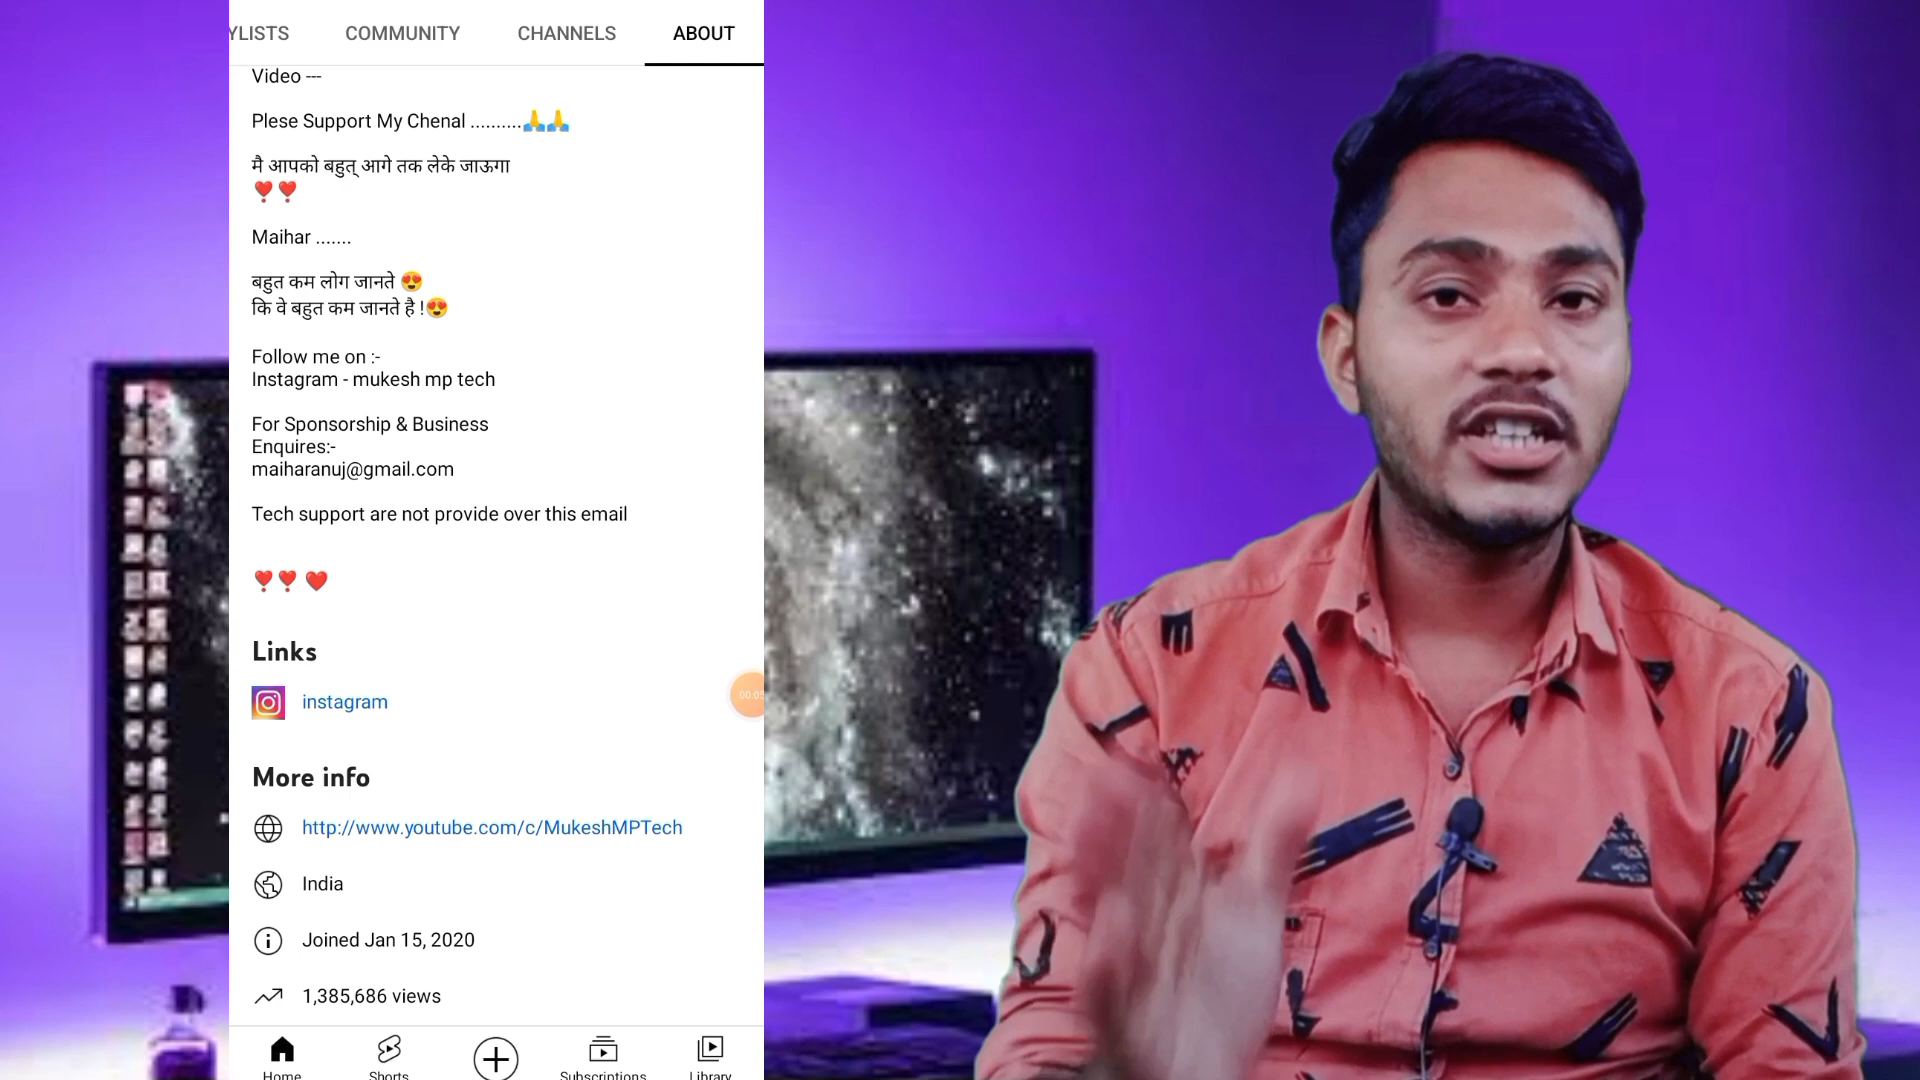 YLISTS COMMUNITY CHANNELS ABOUT
Video ---
Plese Support My Chenal ..........🙏🙏
मै आपको बहुत् आगे तक लेके जाऊगा
❣️❣️
Maihar .......
बहुत कम लोग जानते 😍
कि वे बहुत कम जानते है !😍
Follow me on :-
Instagram - mukesh mp tech
For Sponsorship & Business
Enquires:-
maiharanuj@gmail.com
Tech support are not provide over this email
❣️❣️❤️
Links
instagram
00:05
More info
http://www.youtube.com/c/MukeshMPTech
India
Joined Jan 15, 2020
1,385,686 views
Home Shorts Subscriptions Library